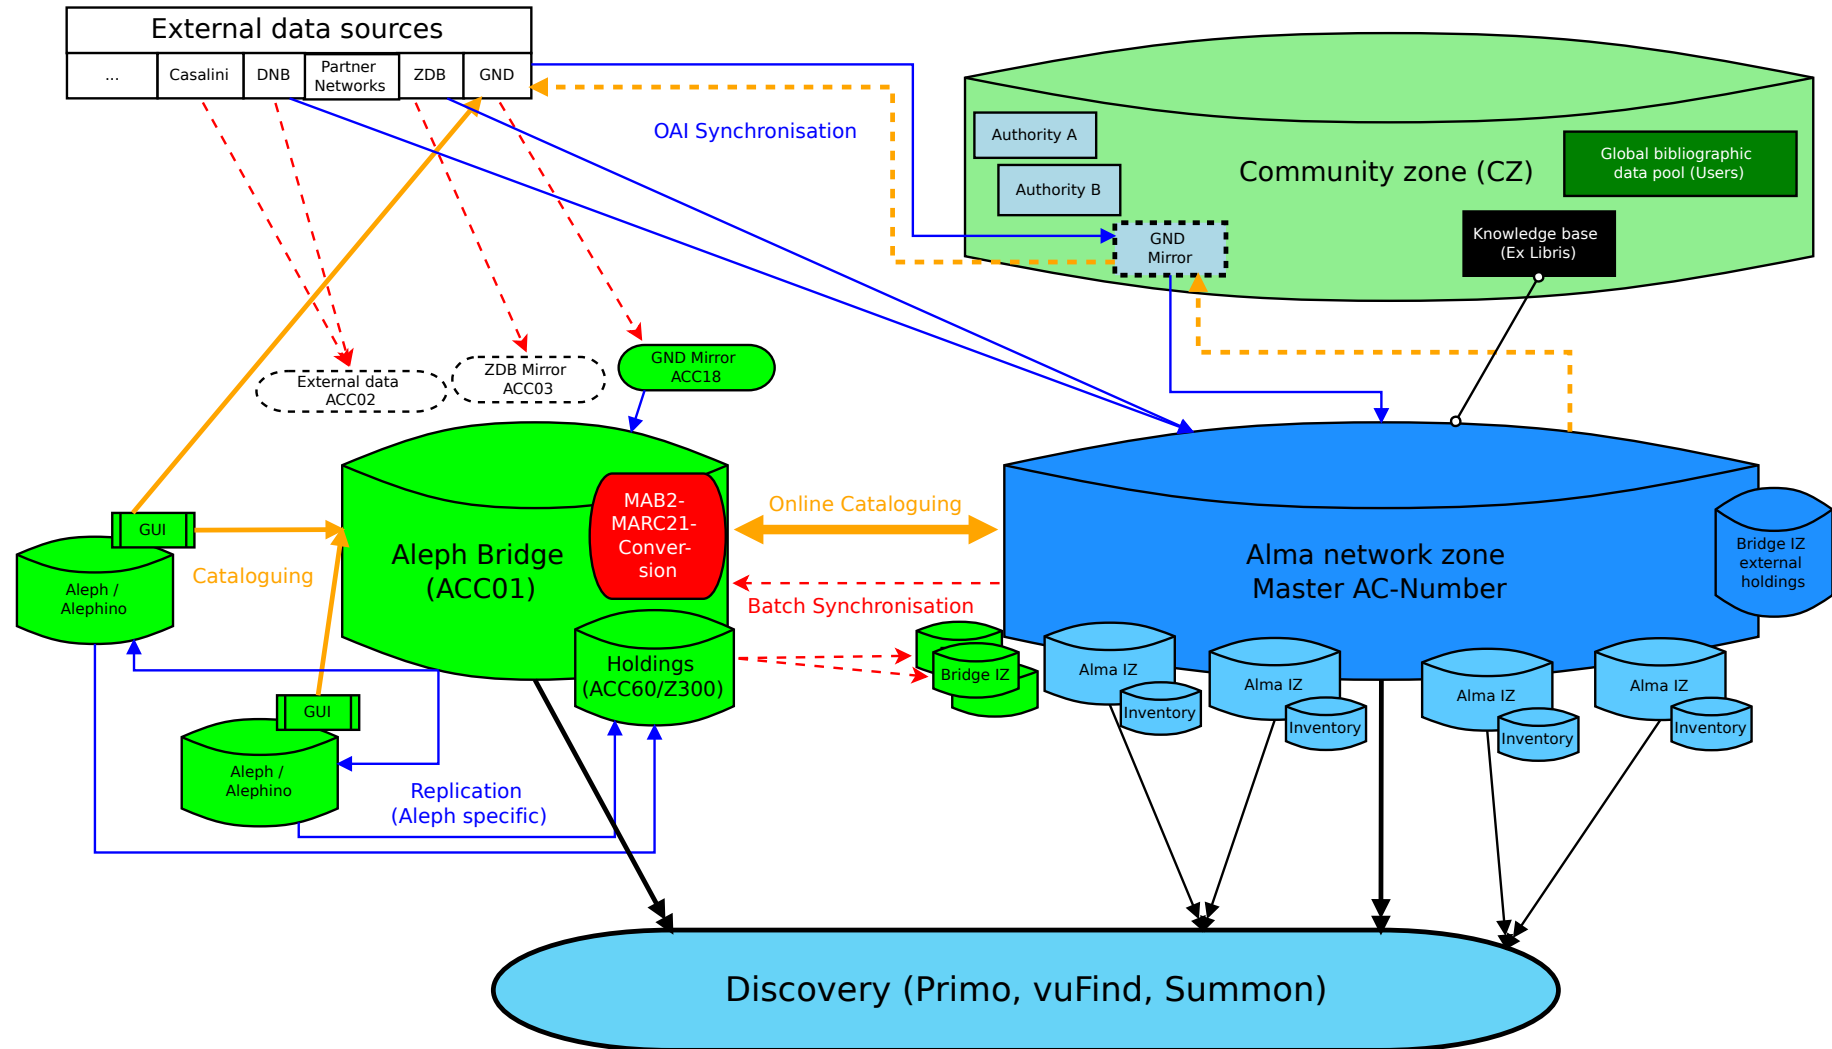 External data sources
...
Casalini
DNB
Partner
Networks
ZDB
GND
OAI Synchronisation
Authority A
Authority B
GND
Mirror
Community zone (CZ)
Global bibliographic
data pool (Users)
Knowledge base
(Ex Libris)
External data
ACC02
ZDB Mirror
ACC03
GND Mirror
ACC18
GUI
Aleph /
Alephino
Cataloguing
Aleph Bridge
(ACC01)
MAB2-
MARC21-
Conver-
sion
Online Cataloguing
Batch Synchronisation
Alma network zone
Master AC-Number
Bridge IZ
external
holdings
Holdings
(ACC60/Z300)
Bridge IZ
Alma IZ
Inventory
Alma IZ
Inventory
Alma IZ
Inventory
Alma IZ
Inventory
GUI
Aleph /
Alephino
Replication
(Aleph specific)
Discovery (Primo, vuFind, Summon)